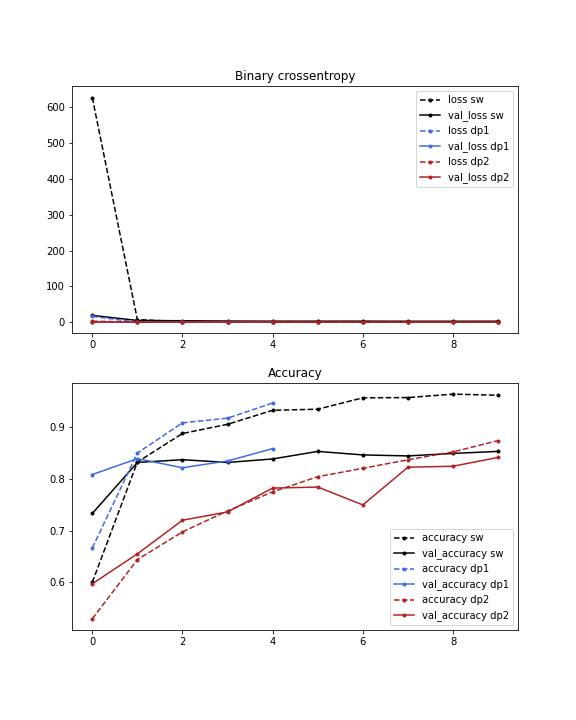 Binary crossentropy
600
500
400
300
200
100
0
loss sw
val_loss sw
loss dp1
val_loss dp1
loss dp2
val_loss dp2
0 2 4 6 8
Accuracy
0.9
0.8
0.7
0.6
accuracy sw
val_accuracy sw
accuracy dp1
val_accuracy dp1
accuracy dp2
val_accuracy dp2
0 2 4 6 8